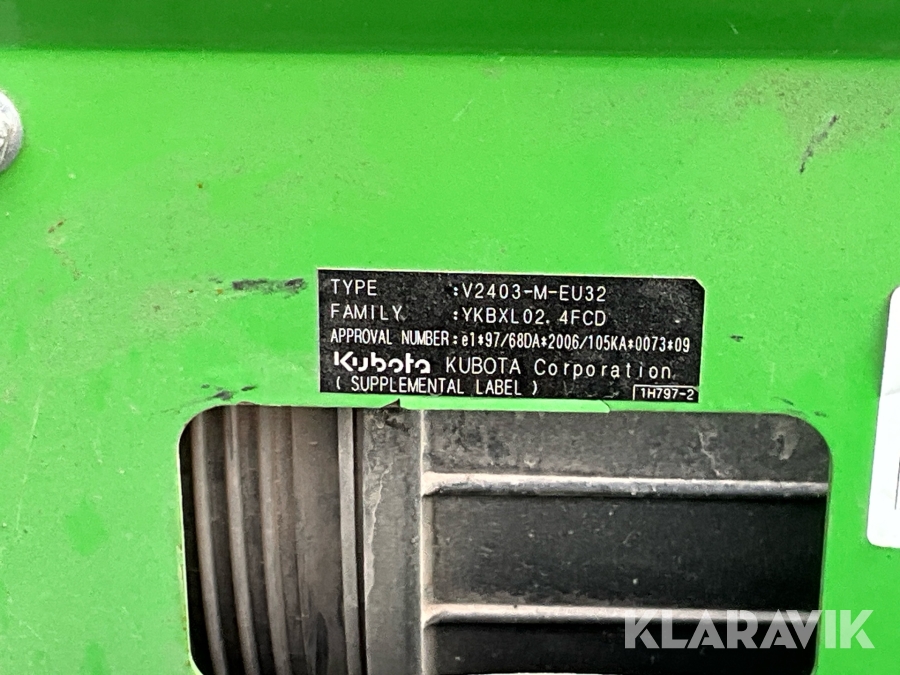 TYPE :V2403-M-EU32
FAMILY :YKBXL02.4FCD
APPROVAL NUMBER:e1*97/68DA*2006/105KA*0073*09
Kubota KUBOTA Corporation
( SUPPLEMENTAL LABEL )
1H797-2
KLARAVIK